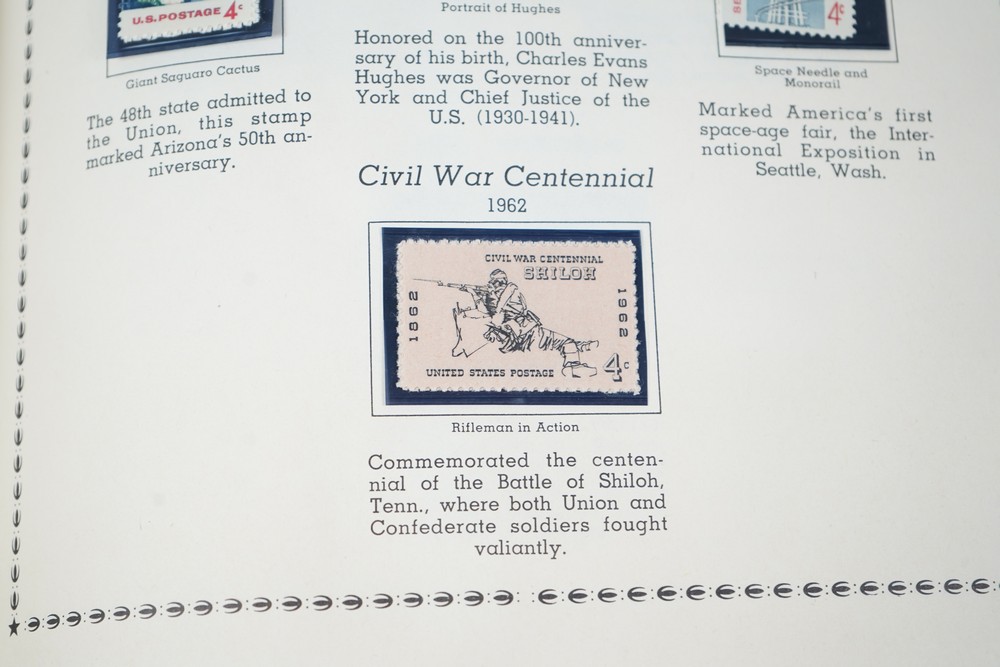 U.S. POSTAGE 4c
Giant Saguaro Cactus
The 48th state admitted to
the Union, this stamp
marked Arizona's 50th an-
niversary.
Portrait of Hughes
Honored on the 100th anniver-
sary of his birth, Charles Evans
Hughes was Governor of New
York and Chief Justice of the
U.S. (1930-1941).
4c
Space Needle and
Monorail
Marked America's first
space-age fair, the Inter-
national Exposition in
Seattle, Wash.
Civil War Centennial
1962
CIVIL WAR CENTENNIAL
SHILOH
1862
1962
UNITED STATES POSTAGE
4c
Rifleman in Action
Commemorated the centen-
nial of the Battle of Shiloh,
Tenn., where both Union and
Confederate soldiers fought
valiantly.